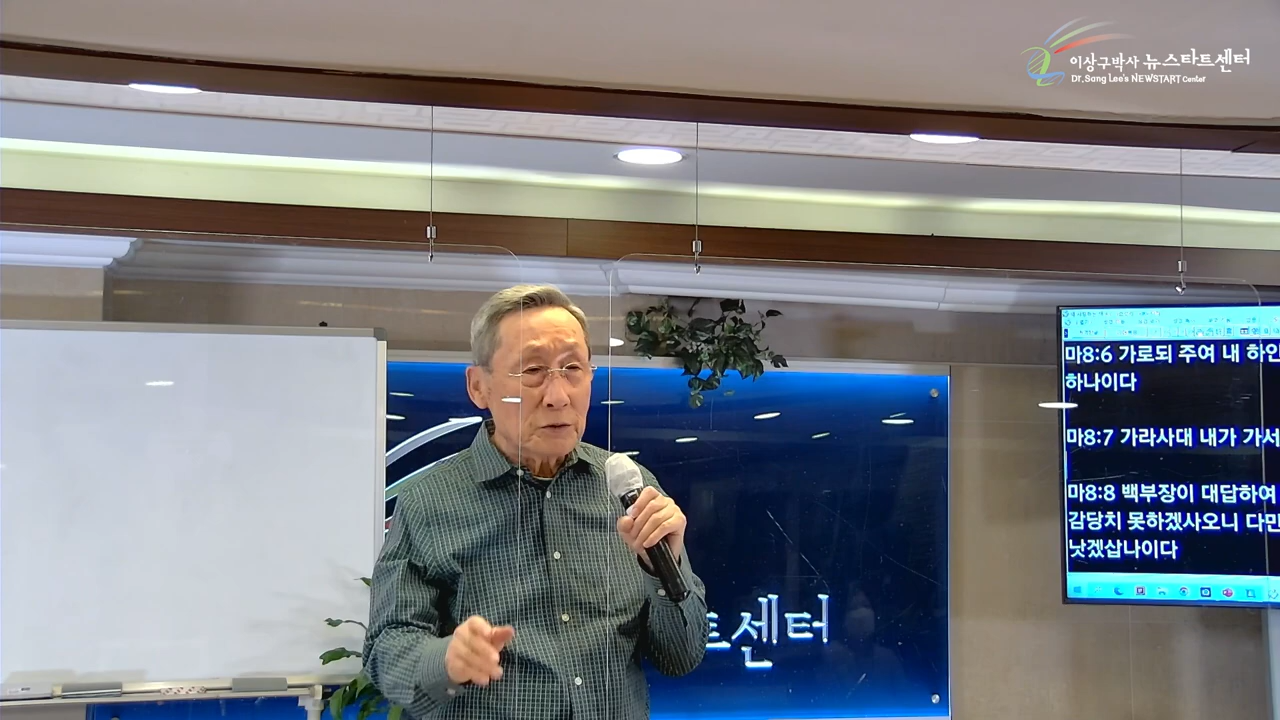 이상구박사 뉴스타트센터
Dr. Sang Lee's NEWSTART Center
마8:6 가로되 주여 내 하인
하나이다
마8:7 가라사대 내가 가서
마8:8 백부장이 대답하여
감당치 못하겠사오니 다만
낫겠삽나이다
트센터